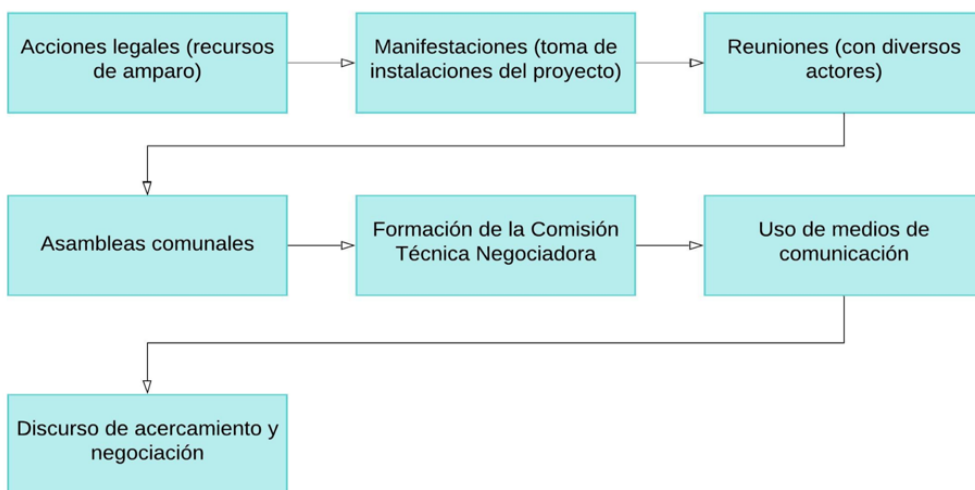 Acciones legales (recursos
de amparo)
Manifestaciones (toma de
instalaciones del proyecto)
Reuniones (con diversos
actores)
Asambleas comunales
Formación de la Comisión
Técnica Negociadora
Uso de medios de
comunicación
Discurso de acercamiento y
negociación